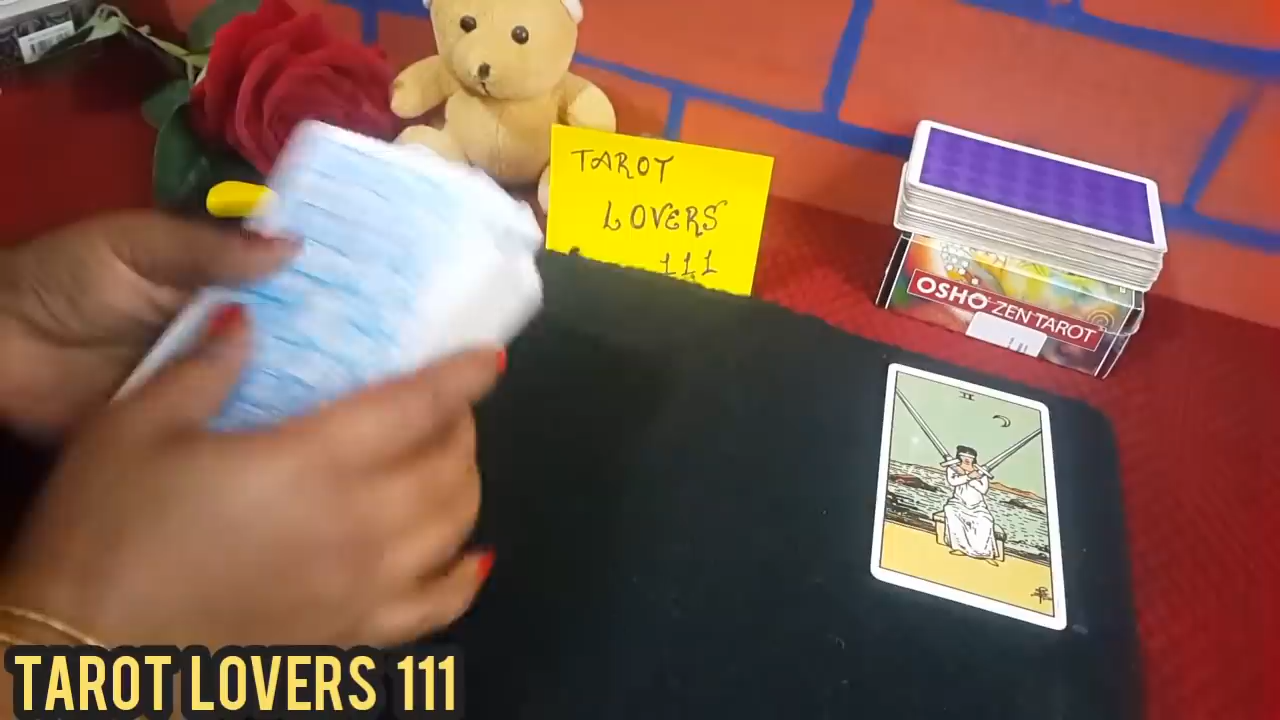 TAROT
LOVERS
111
OSHO ZEN TAROT
II
TAROT LOVERS 111